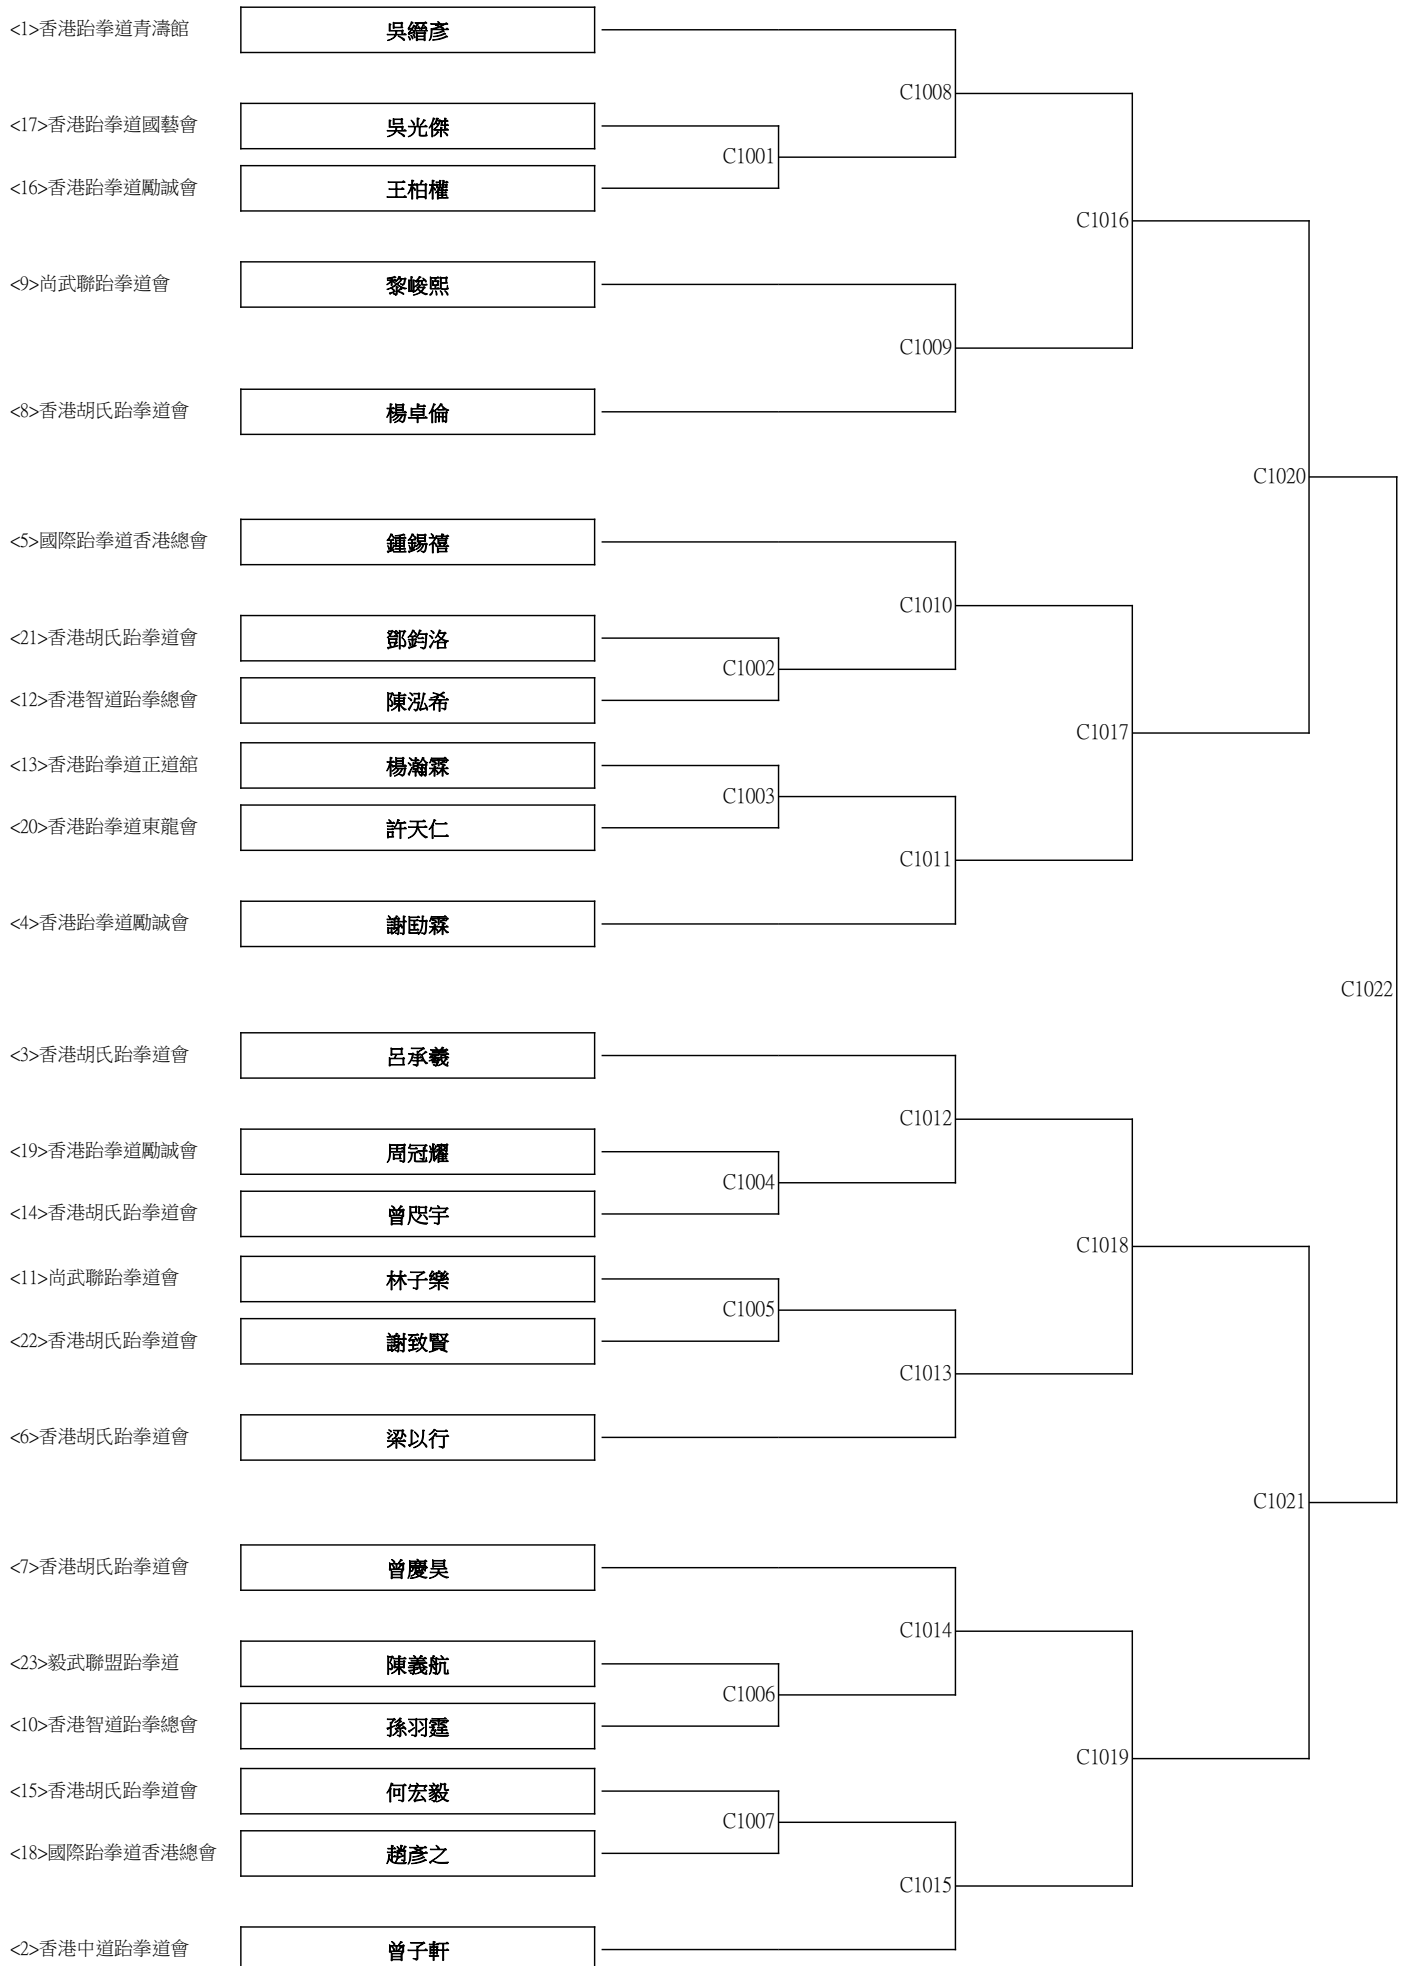 <1>香港跆拳道青濤館 吳縉彥
C1008
<17>香港跆拳道國藝會 吳光傑
C1001
<16>香港跆拳道勵誠會 王柏權
C1016
<9>尚武聯跆拳道會 黎峻熙
C1009
<8>香港胡氏跆拳道會 楊卓倫
C1020
<5>國際跆拳道香港總會 鍾錫禧
C1010
<21>香港胡氏跆拳道會 鄧鈞洛
C1002
<12>香港智道跆拳總會 陳泓希
C1017
<13>香港跆拳道正道舘 楊瀚霖
C1003
<20>香港跆拳道東龍會 許天仁
C1011
<4>香港跆拳道勵誠會 謝劻霖
C1022
<3>香港胡氏跆拳道會 呂承羲
C1012
<19>香港跆拳道勵誠會 周冠耀
C1004
<14>香港胡氏跆拳道會 曾咫宇
C1018
<11>尚武聯跆拳道會 林子樂
C1005
<22>香港胡氏跆拳道會 謝致賢
C1013
<6>香港胡氏跆拳道會 梁以行
C1021
<7>香港胡氏跆拳道會 曾慶昊
C1014
<23>毅武聯盟跆拳道 陳義航
C1006
<10>香港智道跆拳總會 孫羽霆
C1019
<15>香港胡氏跆拳道會 何宏毅
C1007
<18>國際跆拳道香港總會 趙彥之
C1015
<2>香港中道跆拳道會 曾子軒